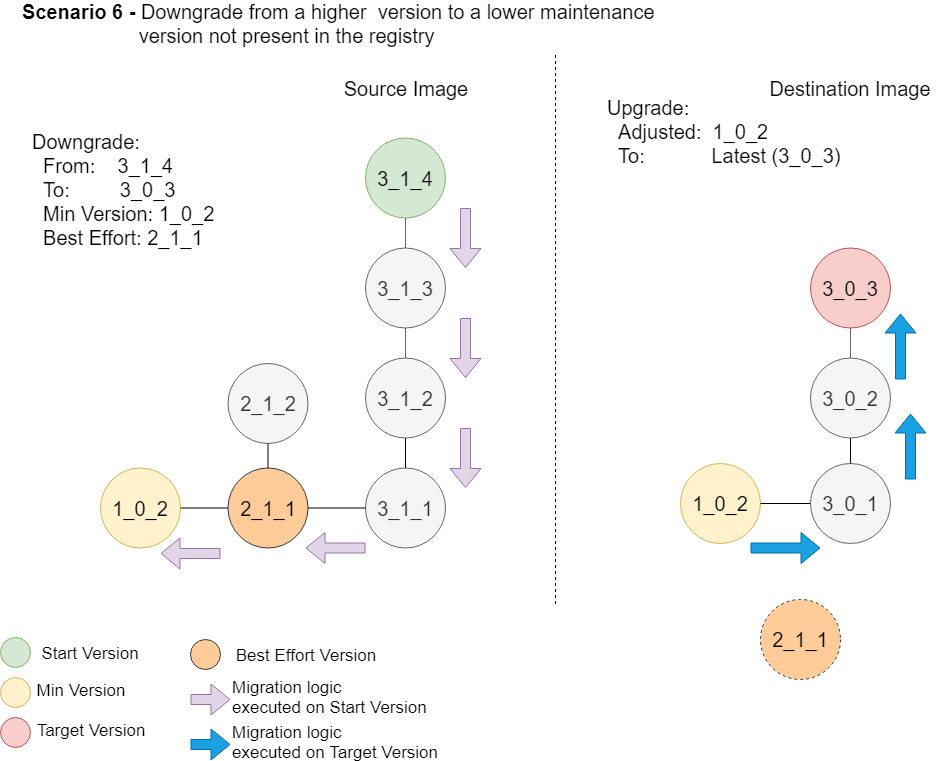 Scenario 6 - Downgrade from a higher version to a lower maintenance
version not present in the registry
Source Image
Destination Image
Downgrade:
From: 3_1_4
To: 3_0_3
Min Version: 1_0_2
Best Effort: 2_1_1
Upgrade:
Adjusted: 1_0_2
To: Latest (3_0_3)
3_1_4
3_1_3
3_1_2
2_1_2
1_0_2
2_1_1
3_1_1
3_0_3
3_0_2
1_0_2
3_0_1
2_1_1
Start Version
Min Version
Target Version
Best Effort Version
Migration logic
executed on Start Version
Migration logic
executed on Target Version